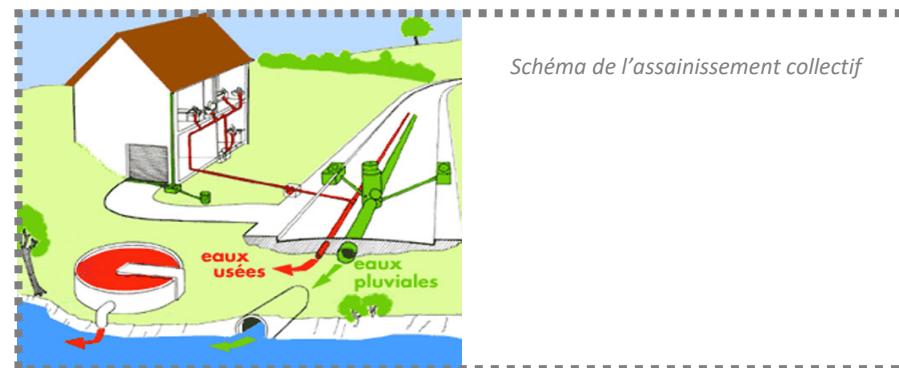 Schéma de l’assainissement collectif
eaux
usées
eaux
pluviales